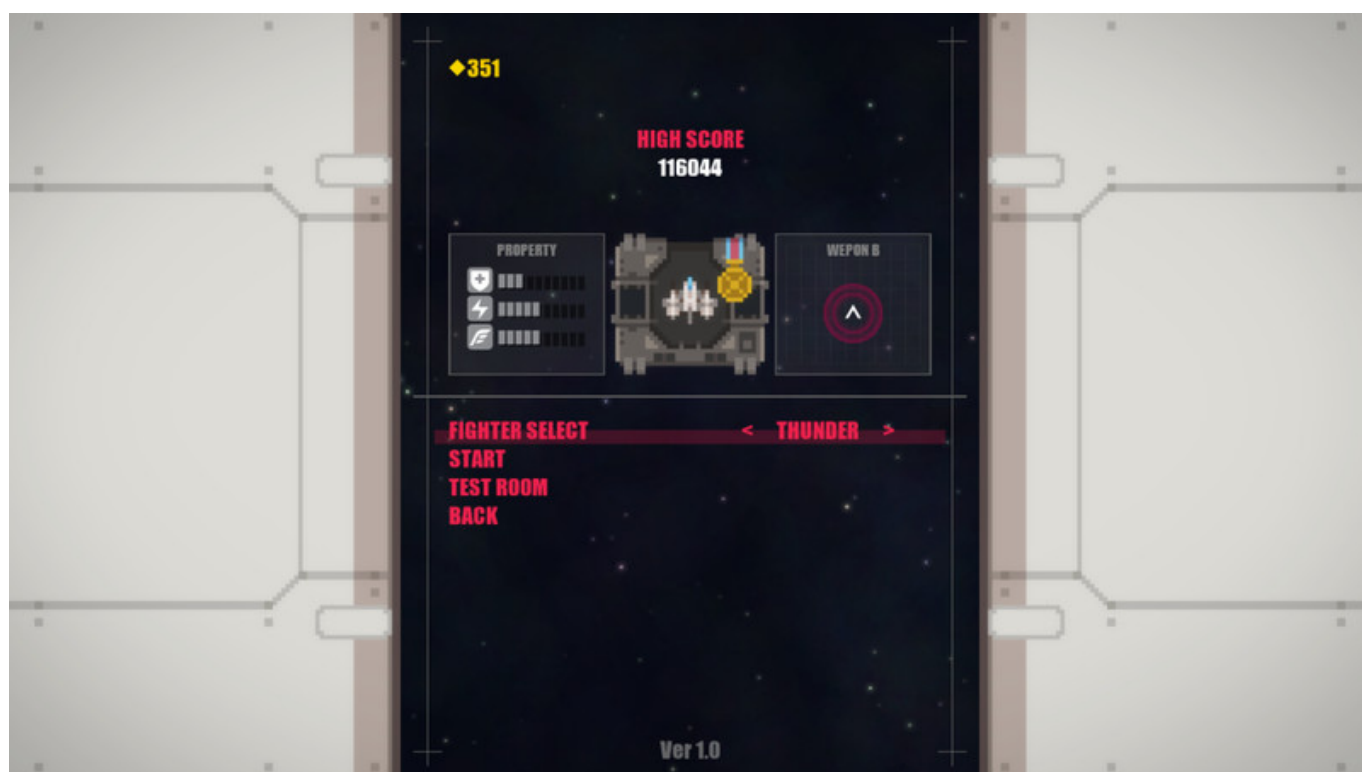 ◆351
HIGH SCORE
116044
PROPERTY
WEPON B
FIGHTER SELECT < THUNDER >
START
TEST ROOM
BACK
Ver 1.0